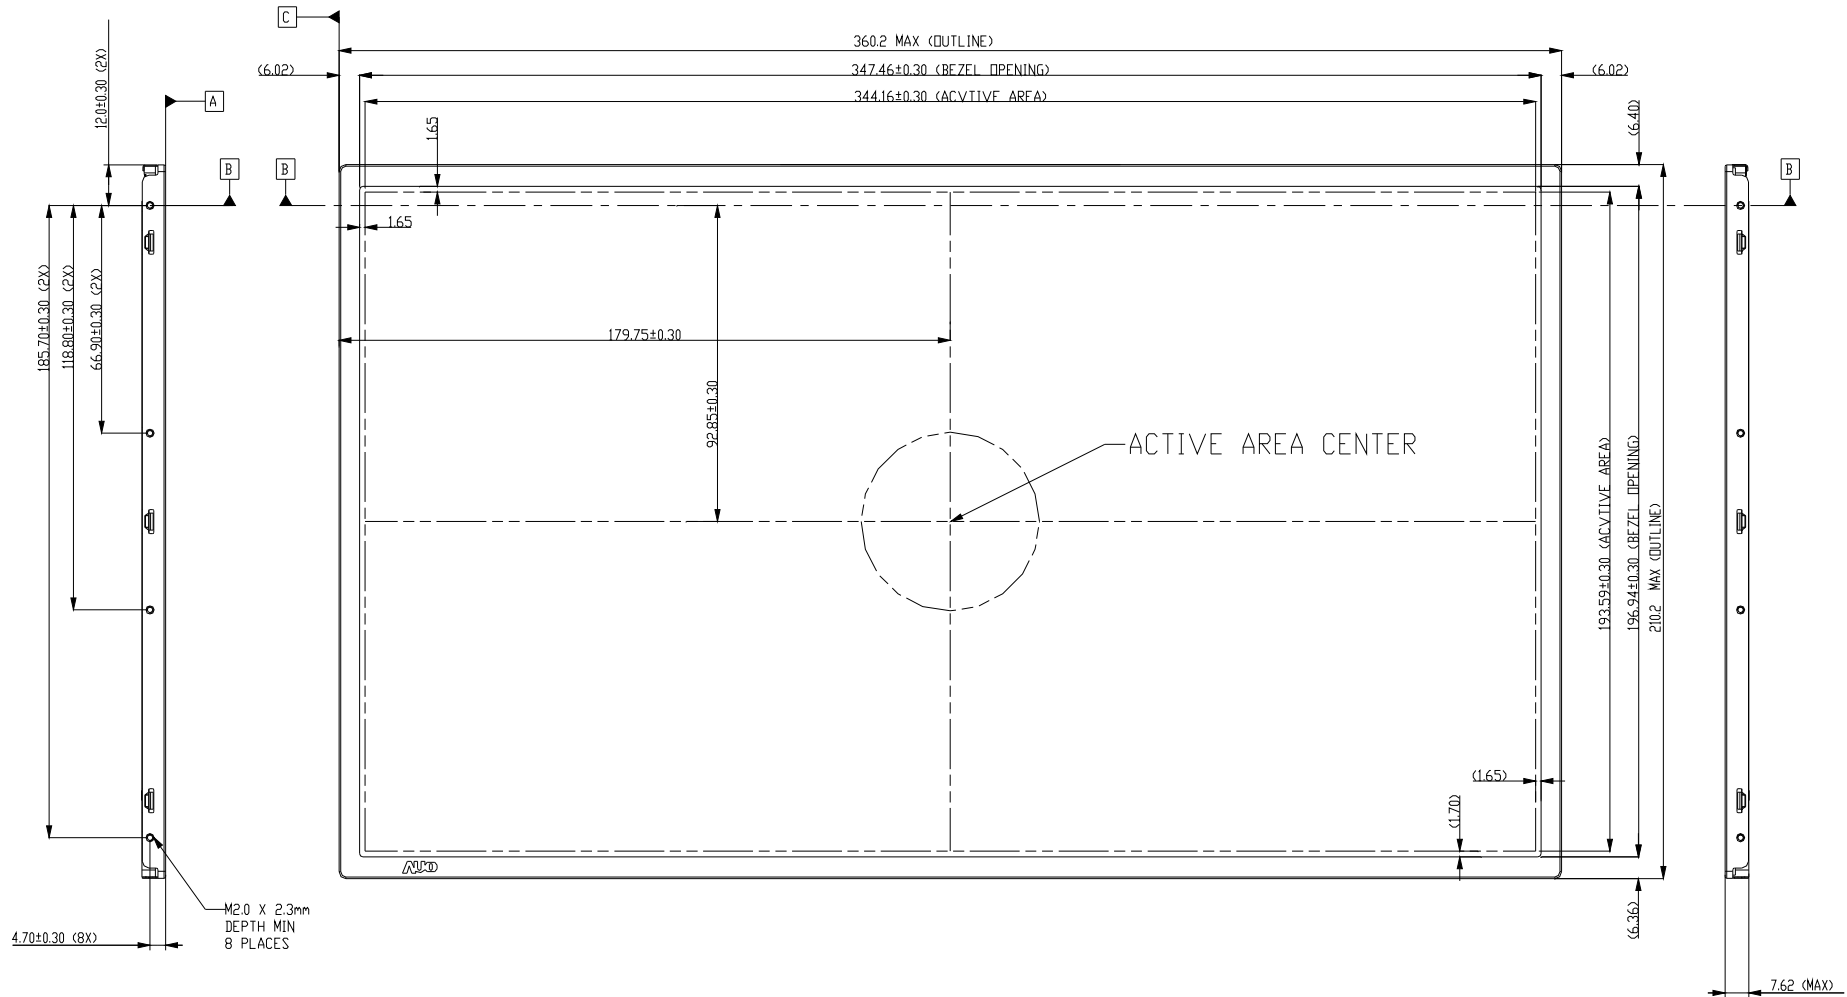 C
360.2 MAX (OUTLINE)
(6.02)
347.46±0.30 (BEZEL OPENING)
(6.02)
344.16±0.30 (ACVTIVE AREA)
12.0±0.30 (2X)
A
1.65
(6.40)
B
B
B
1.65
185.70±0.30 (2X)
118.80±0.30 (2X)
66.90±0.30 (2X)
179.75±0.30
92.85±0.30
ACTIVE AREA CENTER
193.59±0.30 (ACVTIVE AREA)
196.94±0.30 (BEZEL OPENING)
210.2 MAX (OUTLINE)
(1.65)
(1.70)
AUO
M2.0 X 2.3mm
DEPTH MIN
8 PLACES
4.70±0.30 (8X)
(6.36)
7.62 (MAX)